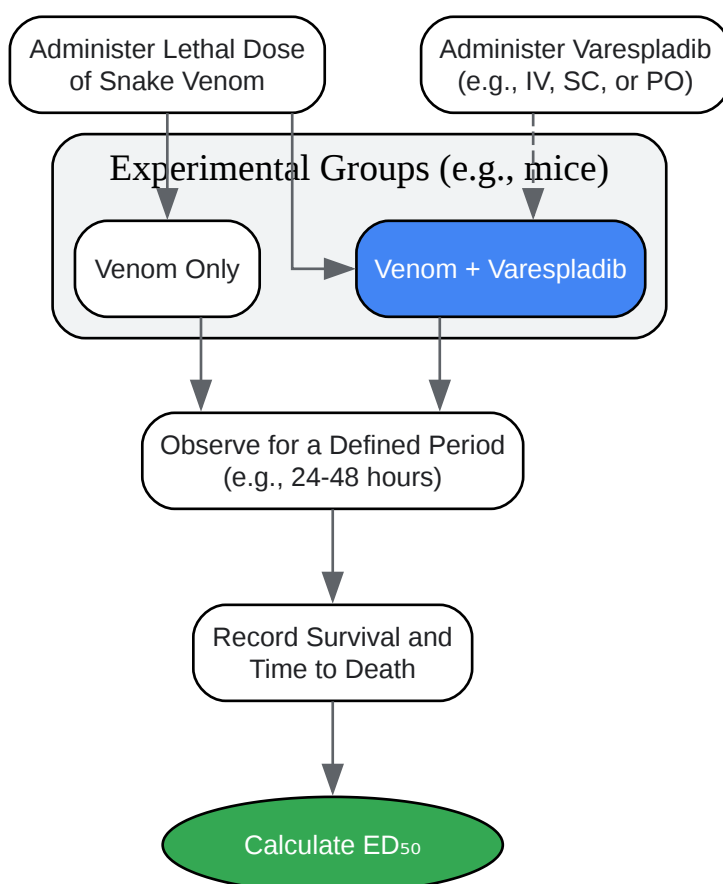 Administer Lethal Dose
of Snake Venom
Administer Varespladib
(e.g., IV, SC, or PO)
Experimental Groups (e.g., mice)
Venom Only
Venom + Varespladib
Observe for a Defined Period
(e.g., 24-48 hours)
Record Survival and
Time to Death
Calculate ED₅₀